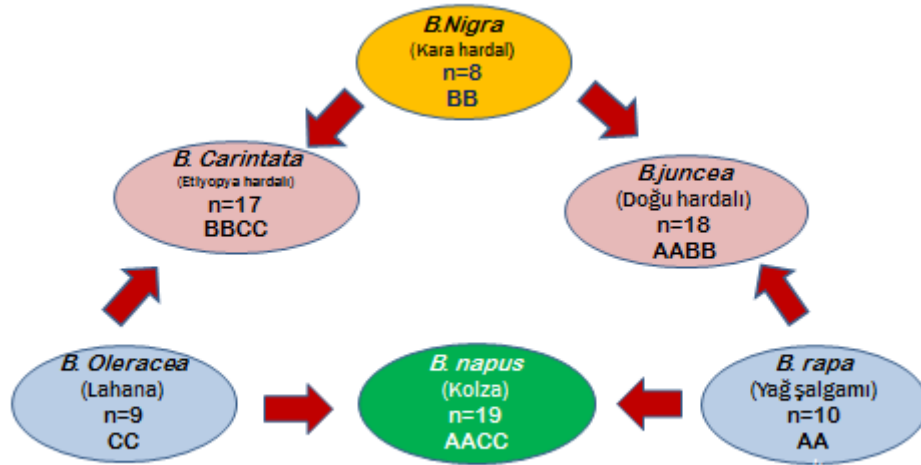 B.Nigra
(Kara hardal)
n=8
BB
B. Carintata
(Etiyopya hardalı)
n=17
BBCC
B.juncea
(Doğu hardalı)
n=18
AABB
B. Oleracea
(Lahana)
n=9
CC
B. napus
(Kolza)
n=19
AACC
B. rapa
(Yağ şalgamı)
n=10
AA